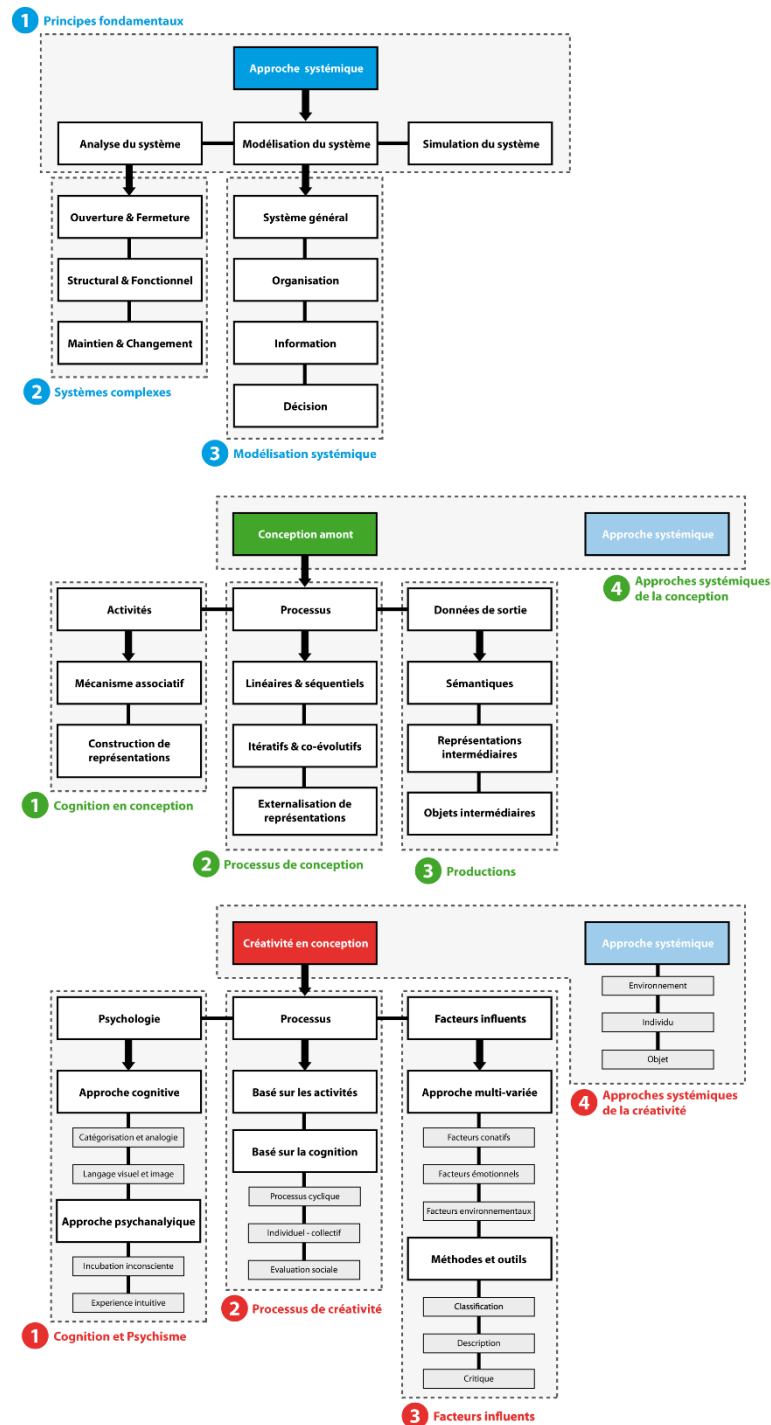 1 Principes fondamentaux
Approche systémique
Analyse du système
Modélisation du système
Simulation du système
Ouverture & Fermeture
Structural & Fonctionnel
Maintien & Changement
2 Systèmes complexes
Système général
Organisation
Information
Décision
3 Modélisation systémique
Conception amont
Approche systémique
4 Approches systémiques
de la conception
Activités
Processus
Données de sortie
Mécanisme associatif
Construction de
représentations
1 Cognition en conception
Linéaires & séquentiels
Itératifs & co-évolutifs
Externalisation de
représentations
2 Processus de conception
Sémantiques
Représentations
intermédiaires
Objets intermédiaires
3 Productions
Créativité en conception
Approche systémique
Environnement
Individu
Objet
4 Approches systémiques
de la créativité
Psychologie
Processus
Facteurs influents
Approche cognitive
Catégorisation et analogie
Langage visuel et image
Approche psychanalyique
Incubation inconsciente
Experience intuitive
1 Cognition et Psychisme
Basé sur les activités
Basé sur la cognition
Processus cyclique
Individuel - collectif
Evaluation sociale
2 Processus de créativité
Approche multi-variée
Facteurs conatifs
Facteurs émotionnels
Facteurs environnementaux
Méthodes et outils
Classification
Description
Critique
3 Facteurs influents